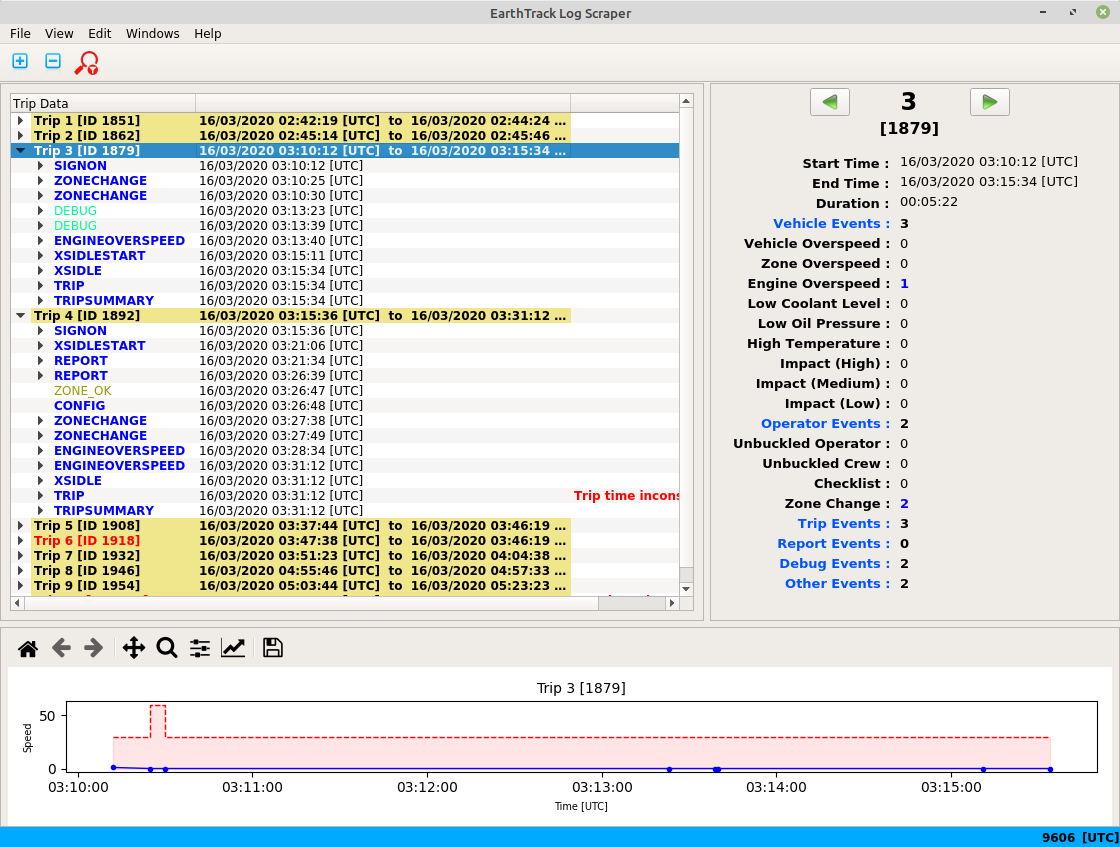 EarthTrack Log Scraper
File View Edit Windows Help
Trip Data
Trip 1 [ID 1851] 16/03/2020 02:42:19 [UTC] to 16/03/2020 02:44:24 ...
Trip 2 [ID 1862] 16/03/2020 02:45:14 [UTC] to 16/03/2020 02:45:46 ...
Trip 3 [ID 1879] 16/03/2020 03:10:12 [UTC] to 16/03/2020 03:15:34 ...
SIGNON 16/03/2020 03:10:12 [UTC]
ZONECHANGE 16/03/2020 03:10:25 [UTC]
ZONECHANGE 16/03/2020 03:10:30 [UTC]
DEBUG 16/03/2020 03:13:23 [UTC]
DEBUG 16/03/2020 03:13:39 [UTC]
ENGINEOVERSPEED 16/03/2020 03:13:40 [UTC]
XSIDLESTART 16/03/2020 03:15:11 [UTC]
XSIDLE 16/03/2020 03:15:34 [UTC]
TRIP 16/03/2020 03:15:34 [UTC]
TRIPSUMMARY 16/03/2020 03:15:34 [UTC]
Trip 4 [ID 1892] 16/03/2020 03:15:36 [UTC] to 16/03/2020 03:31:12 ...
SIGNON 16/03/2020 03:15:36 [UTC]
XSIDLESTART 16/03/2020 03:21:06 [UTC]
REPORT 16/03/2020 03:21:34 [UTC]
REPORT 16/03/2020 03:26:39 [UTC]
ZONE_OK 16/03/2020 03:26:47 [UTC]
CONFIG 16/03/2020 03:26:48 [UTC]
ZONECHANGE 16/03/2020 03:27:38 [UTC]
ZONECHANGE 16/03/2020 03:27:49 [UTC]
ENGINEOVERSPEED 16/03/2020 03:28:34 [UTC]
ENGINEOVERSPEED 16/03/2020 03:31:12 [UTC]
XSIDLE 16/03/2020 03:31:12 [UTC]
TRIP 16/03/2020 03:31:12 [UTC] Trip time incons
TRIPSUMMARY 16/03/2020 03:31:12 [UTC]
Trip 5 [ID 1908] 16/03/2020 03:37:44 [UTC] to 16/03/2020 03:46:19 ...
Trip 6 [ID 1918] 16/03/2020 03:47:38 [UTC] to 16/03/2020 03:46:19 ...
Trip 7 [ID 1932] 16/03/2020 03:51:23 [UTC] to 16/03/2020 04:04:38 ...
Trip 8 [ID 1946] 16/03/2020 04:55:46 [UTC] to 16/03/2020 04:57:33 ...
Trip 9 [ID 1954] 16/03/2020 05:03:44 [UTC] to 16/03/2020 05:23:23 ...
3
[1879]
Start Time : 16/03/2020 03:10:12 [UTC]
End Time : 16/03/2020 03:15:34 [UTC]
Duration : 00:05:22
Vehicle Events : 3
Vehicle Overspeed : 0
Zone Overspeed : 0
Engine Overspeed : 1
Low Coolant Level : 0
Low Oil Pressure : 0
High Temperature : 0
Impact (High) : 0
Impact (Medium) : 0
Impact (Low) : 0
Operator Events : 2
Unbuckled Operator : 0
Unbuckled Crew : 0
Checklist : 0
Zone Change : 2
Trip Events : 3
Report Events : 0
Debug Events : 2
Other Events : 2
Trip 3 [1879]
Speed
50
0
03:10:00 03:11:00 03:12:00 03:13:00 03:14:00 03:15:00
Time [UTC]
9606 [UTC]